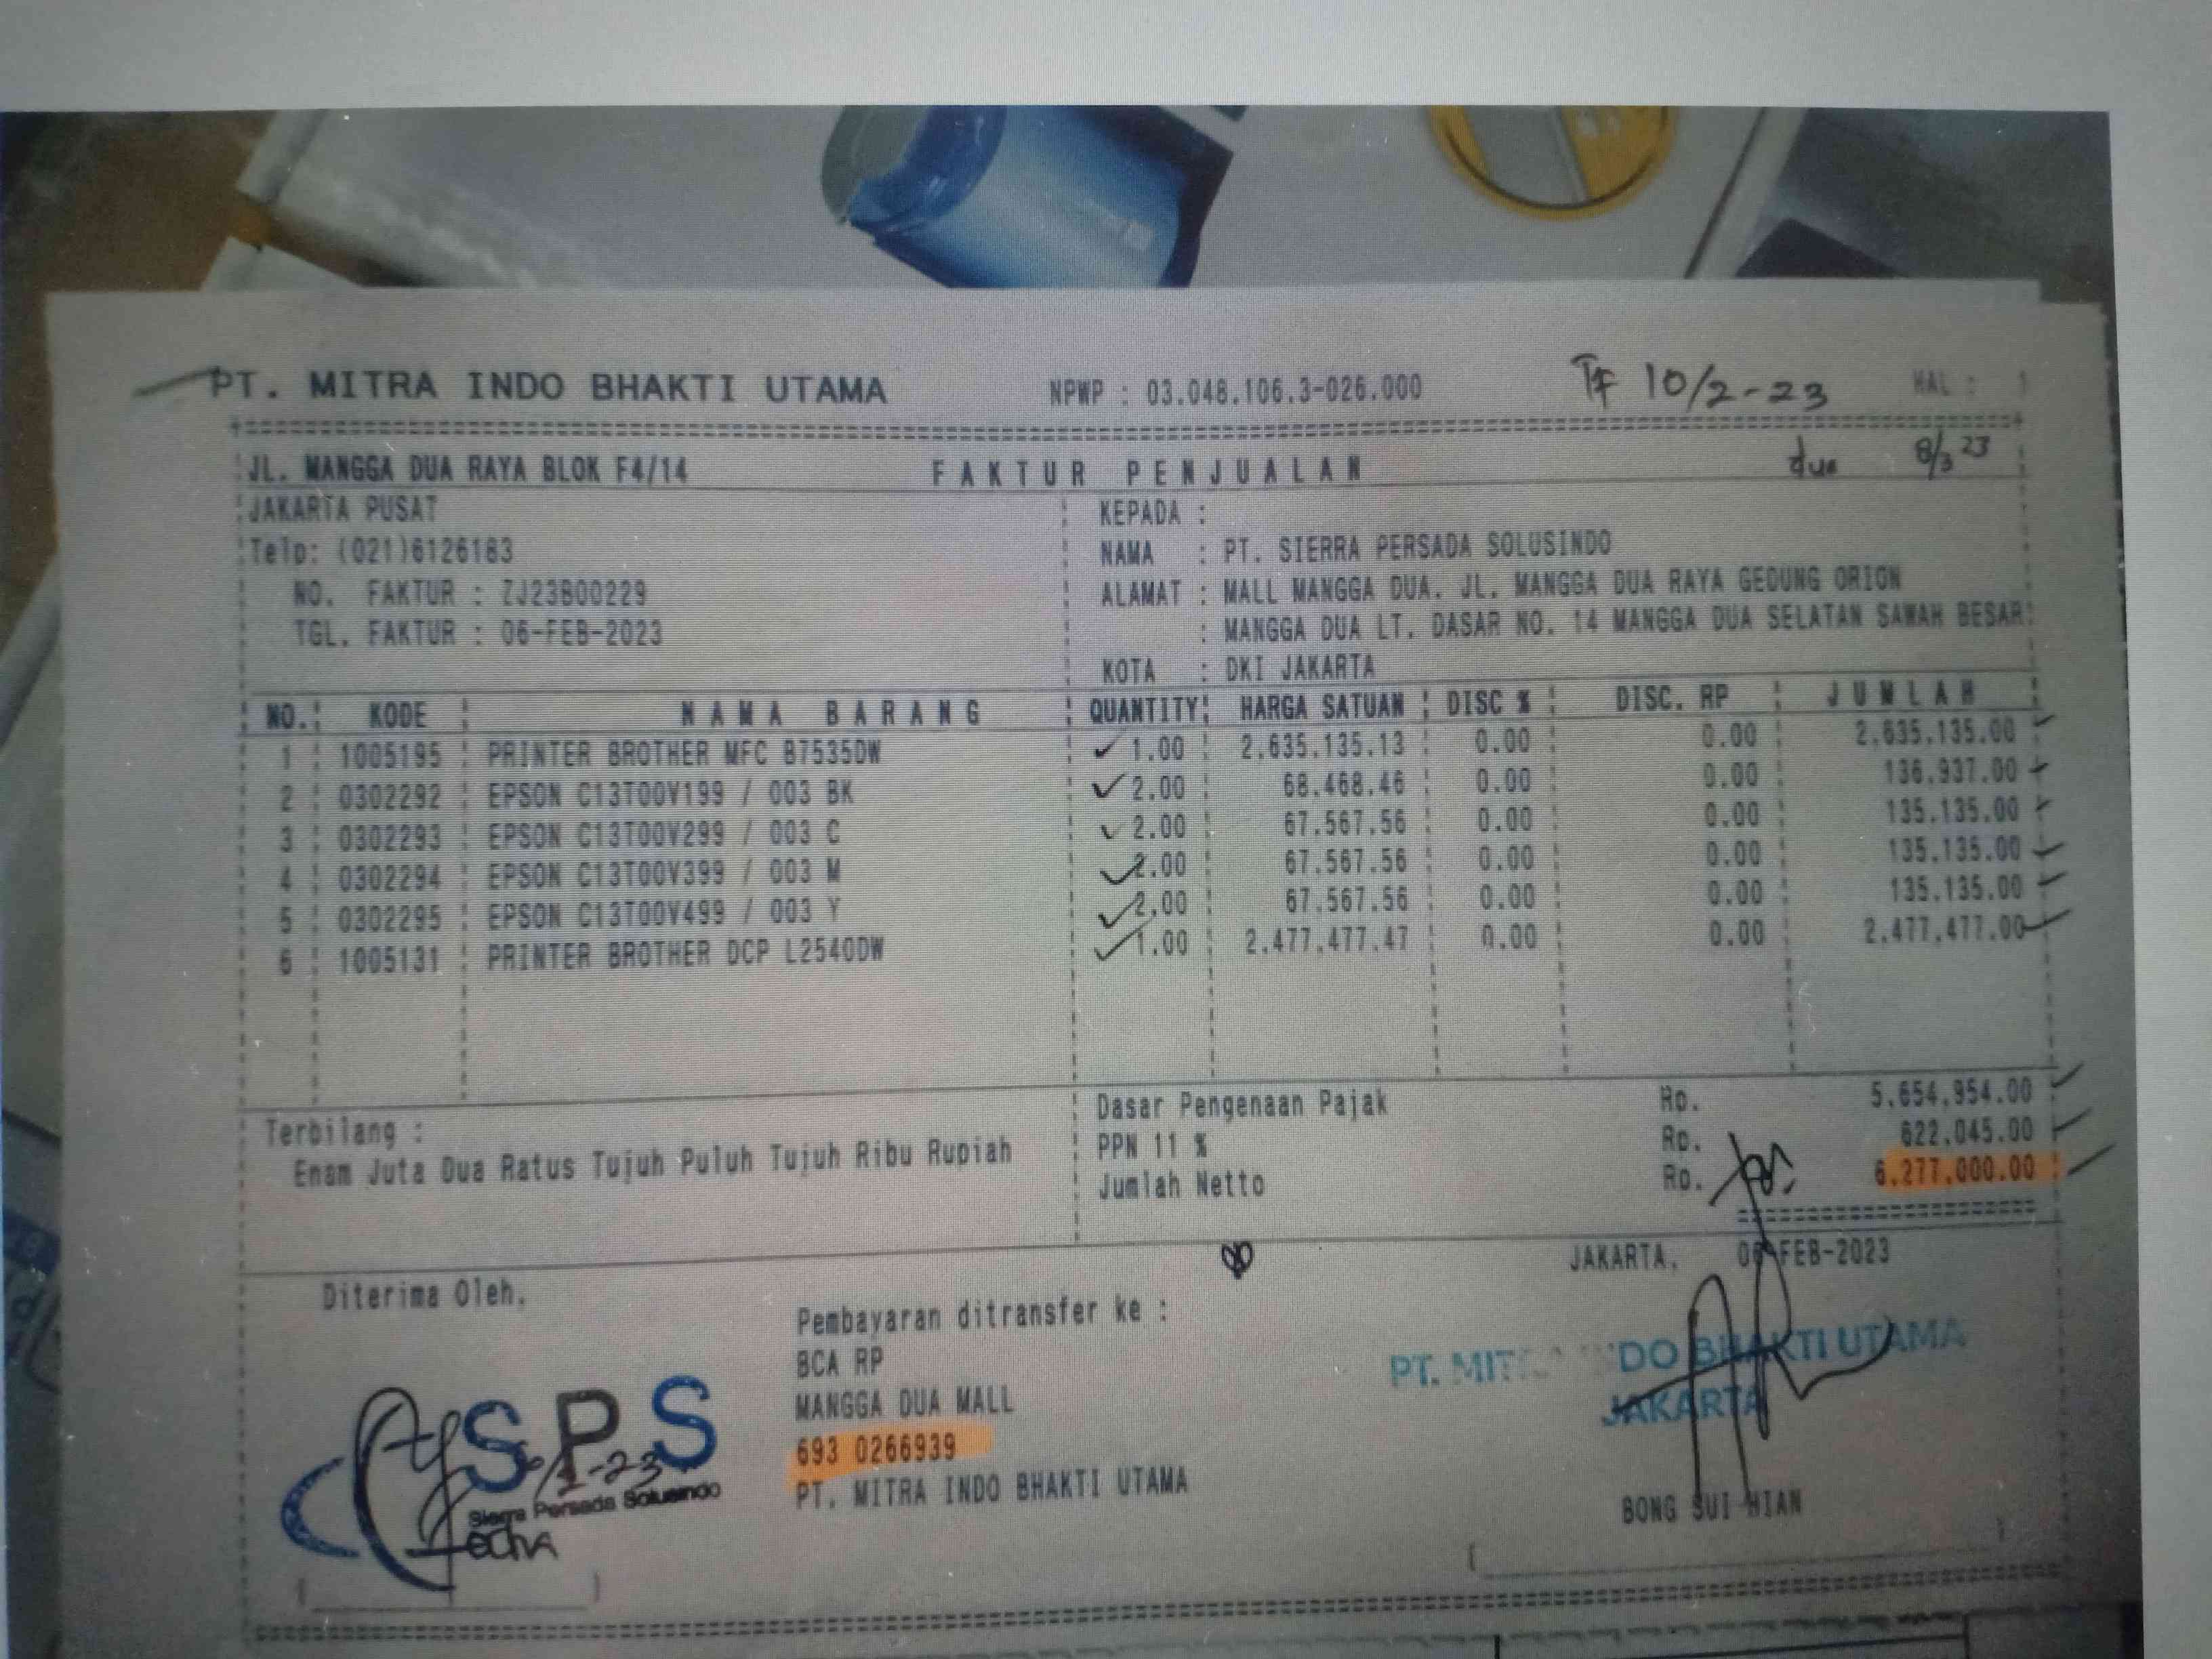 PT. MITRA INDO BHAKTI UTAMA NPWP : 03.048.106.3-026.000 TF 10/2-23 HAL : 1
JL. MANGGA DUA RAYA BLOK F4/14 FAKTUR PENJUALAN due 8/3 23
JAKARTA PUSAT KEPADA :
Telp: (021)6126183 NAMA : PT. SIERRA PERSADA SOLUSINDO
NO. FAKTUR : ZJ23B00229 ALAMAT : MALL MANGGA DUA. JL. MANGGA DUA RAYA GEDUNG ORION
TGL. FAKTUR : 06-FEB-2023 : MANGGA DUA LT. DASAR NO. 14 MANGGA DUA SELATAN SAWAH BESAR
KOTA : DKI JAKARTA
NO. KODE NAMA BARANG QUANTITY HARGA SATUAN DISC % DISC. RP JUMLAH
1 1005195 PRINTER BROTHER MFC B7535DW 1.00 2.635.135.13 0.00 0.00 2.635.135.00
2 0302292 EPSON C13T00V199 / 003 BK 2.00 68.468.46 0.00 0.00 136.937.00
3 0302293 EPSON C13T00V299 / 003 C 2.00 67.567.56 0.00 0.00 135.135.00
4 0302294 EPSON C13T00V399 / 003 M 2.00 67.567.56 0.00 0.00 135.135.00
5 0302295 EPSON C13T00V499 / 003 Y 2.00 67.567.56 0.00 0.00 135.135.00
6 1005131 PRINTER BROTHER DCP L2540DW 1.00 2.477.477.47 0.00 0.00 2.477.477.00
Dasar Pengenaan Pajak Rp. 5.654.954.00
Terbilang : PPN 11 % Rp. 622.045.00
Enam Juta Dua Ratus Tujuh Puluh Tujuh Ribu Rupiah Jumlah Netto Rp. 6.277.000.00
JAKARTA, 06-FEB-2023
Diterima Oleh, Pembayaran ditransfer ke :
BCA RP
MANGGA DUA MALL
693 0266939
PT. MITRA INDO BHAKTI UTAMA
S.P.S
Sierra Persada Solusindo
PT. MITRA INDO BHAKTI UTAMA
JAKARTA
BONG SUI HIAN